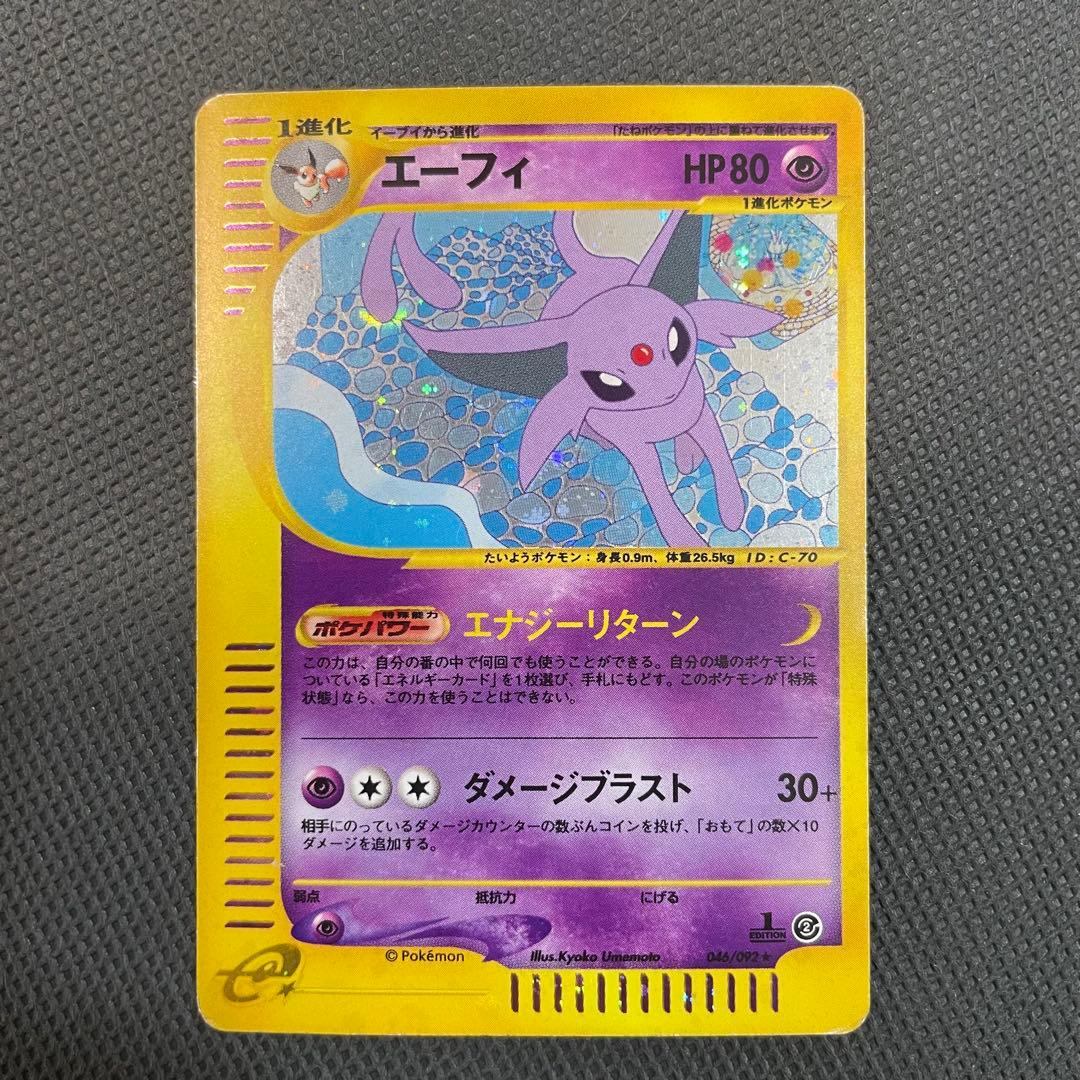 1進化 イーブイから進化 「たねポケモン」の上に重ねて進化させます。
エーフィ HP80
1進化ポケモン
たいようポケモン：身長0.9m、体重26.5kg ID：C-70
特殊能力
ポケパワー エナジーリターン
この力は、自分の番の中で何回でも使うことができる。自分の場のポケモンに
ついている「エネルギーカード」を1枚選び、手札にもどす。このポケモンが「特殊
状態」なら、この力を使うことはできない。
ダメージブラスト 30+
相手にのっているダメージカウンターの数ぶんコインを投げ、「おもて」の数×10
ダメージを追加する。
弱点 抵抗力 にげる
1
EDITION 2
©Pokémon Illus.Kyoko Umemoto 046/092★
e